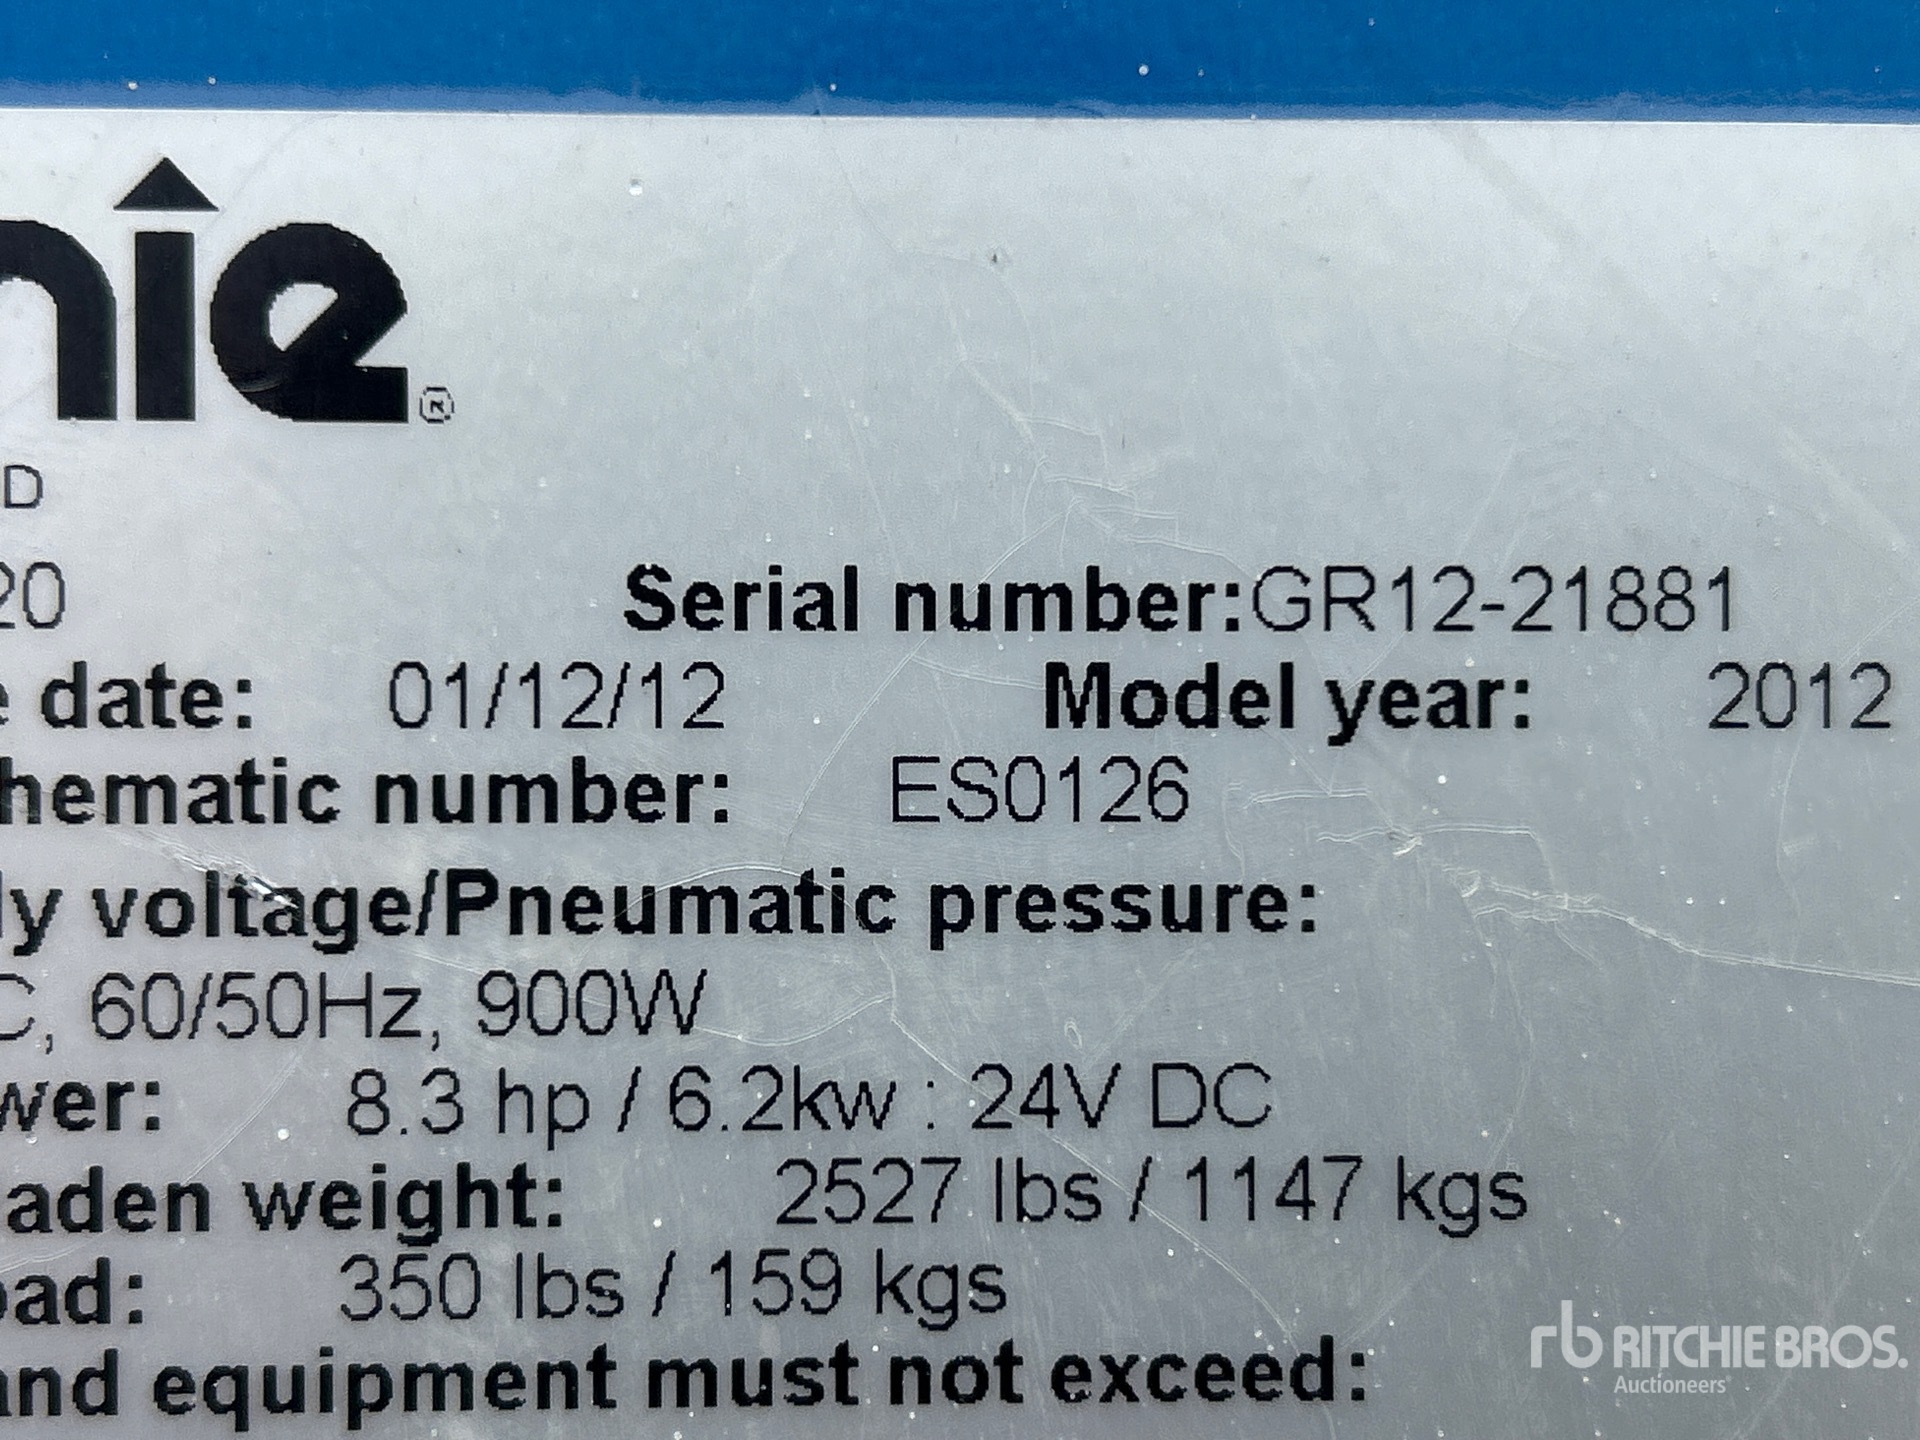 nie®
D
20 Serial number:GR12-21881
e date: 01/12/12 Model year: 2012
hematic number: ES0126
ly voltage/Pneumatic pressure:
C, 60/50Hz, 900W
wer: 8.3 hp / 6.2kw : 24V DC
aden weight: 2527 lbs / 1147 kgs
oad: 350 lbs / 159 kgs
and equipment must not exceed:
rb RITCHIE BROS.
Auctioneers